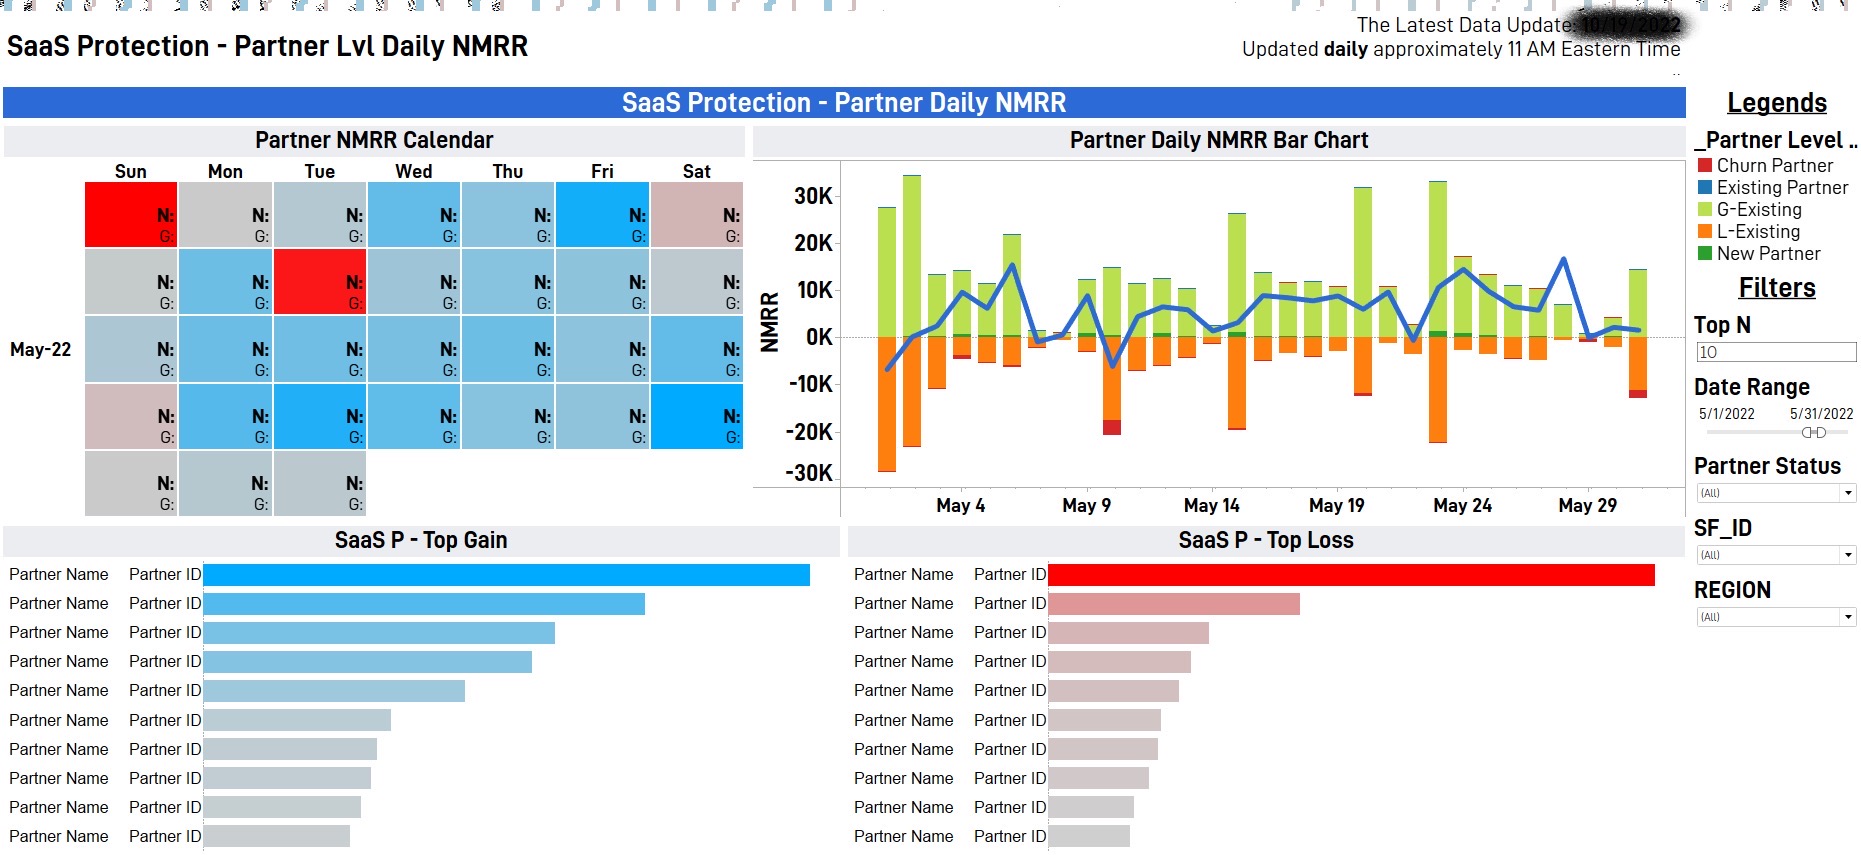 The Latest Data Update: 10/19/2022
SaaS Protection - Partner Lvl Daily NMRR
Updated daily approximately 11 AM Eastern Time
SaaS Protection - Partner Daily NMRR
Partner NMRR Calendar
Sun Mon Tue Wed Thu Fri Sat
N: N: N: N: N: N: N:
G: G: G: G: G: G: G:
N: N: N: N: N: N: N:
G: G: G: G: G: G: G:
May-22
N: N: N: N: N: N: N:
G: G: G: G: G: G: G:
N: N: N: N: N: N: N:
G: G: G: G: G: G: G:
N: N: N:
G: G: G:
Partner Daily NMRR Bar Chart
NMRR
30K
20K
10K
0K
-10K
-20K
-30K
May 4 May 9 May 14 May 19 May 24 May 29
Legends
_Partner Level ..
Churn Partner
Existing Partner
G-Existing
L-Existing
New Partner
Filters
Top N
10
Date Range
5/1/2022 5/31/2022
Partner Status
(All)
SF_ID
(All)
REGION
(All)
SaaS P - Top Gain
Partner Name Partner ID
Partner Name Partner ID
Partner Name Partner ID
Partner Name Partner ID
Partner Name Partner ID
Partner Name Partner ID
Partner Name Partner ID
Partner Name Partner ID
Partner Name Partner ID
Partner Name Partner ID
SaaS P - Top Loss
Partner Name Partner ID
Partner Name Partner ID
Partner Name Partner ID
Partner Name Partner ID
Partner Name Partner ID
Partner Name Partner ID
Partner Name Partner ID
Partner Name Partner ID
Partner Name Partner ID
Partner Name Partner ID